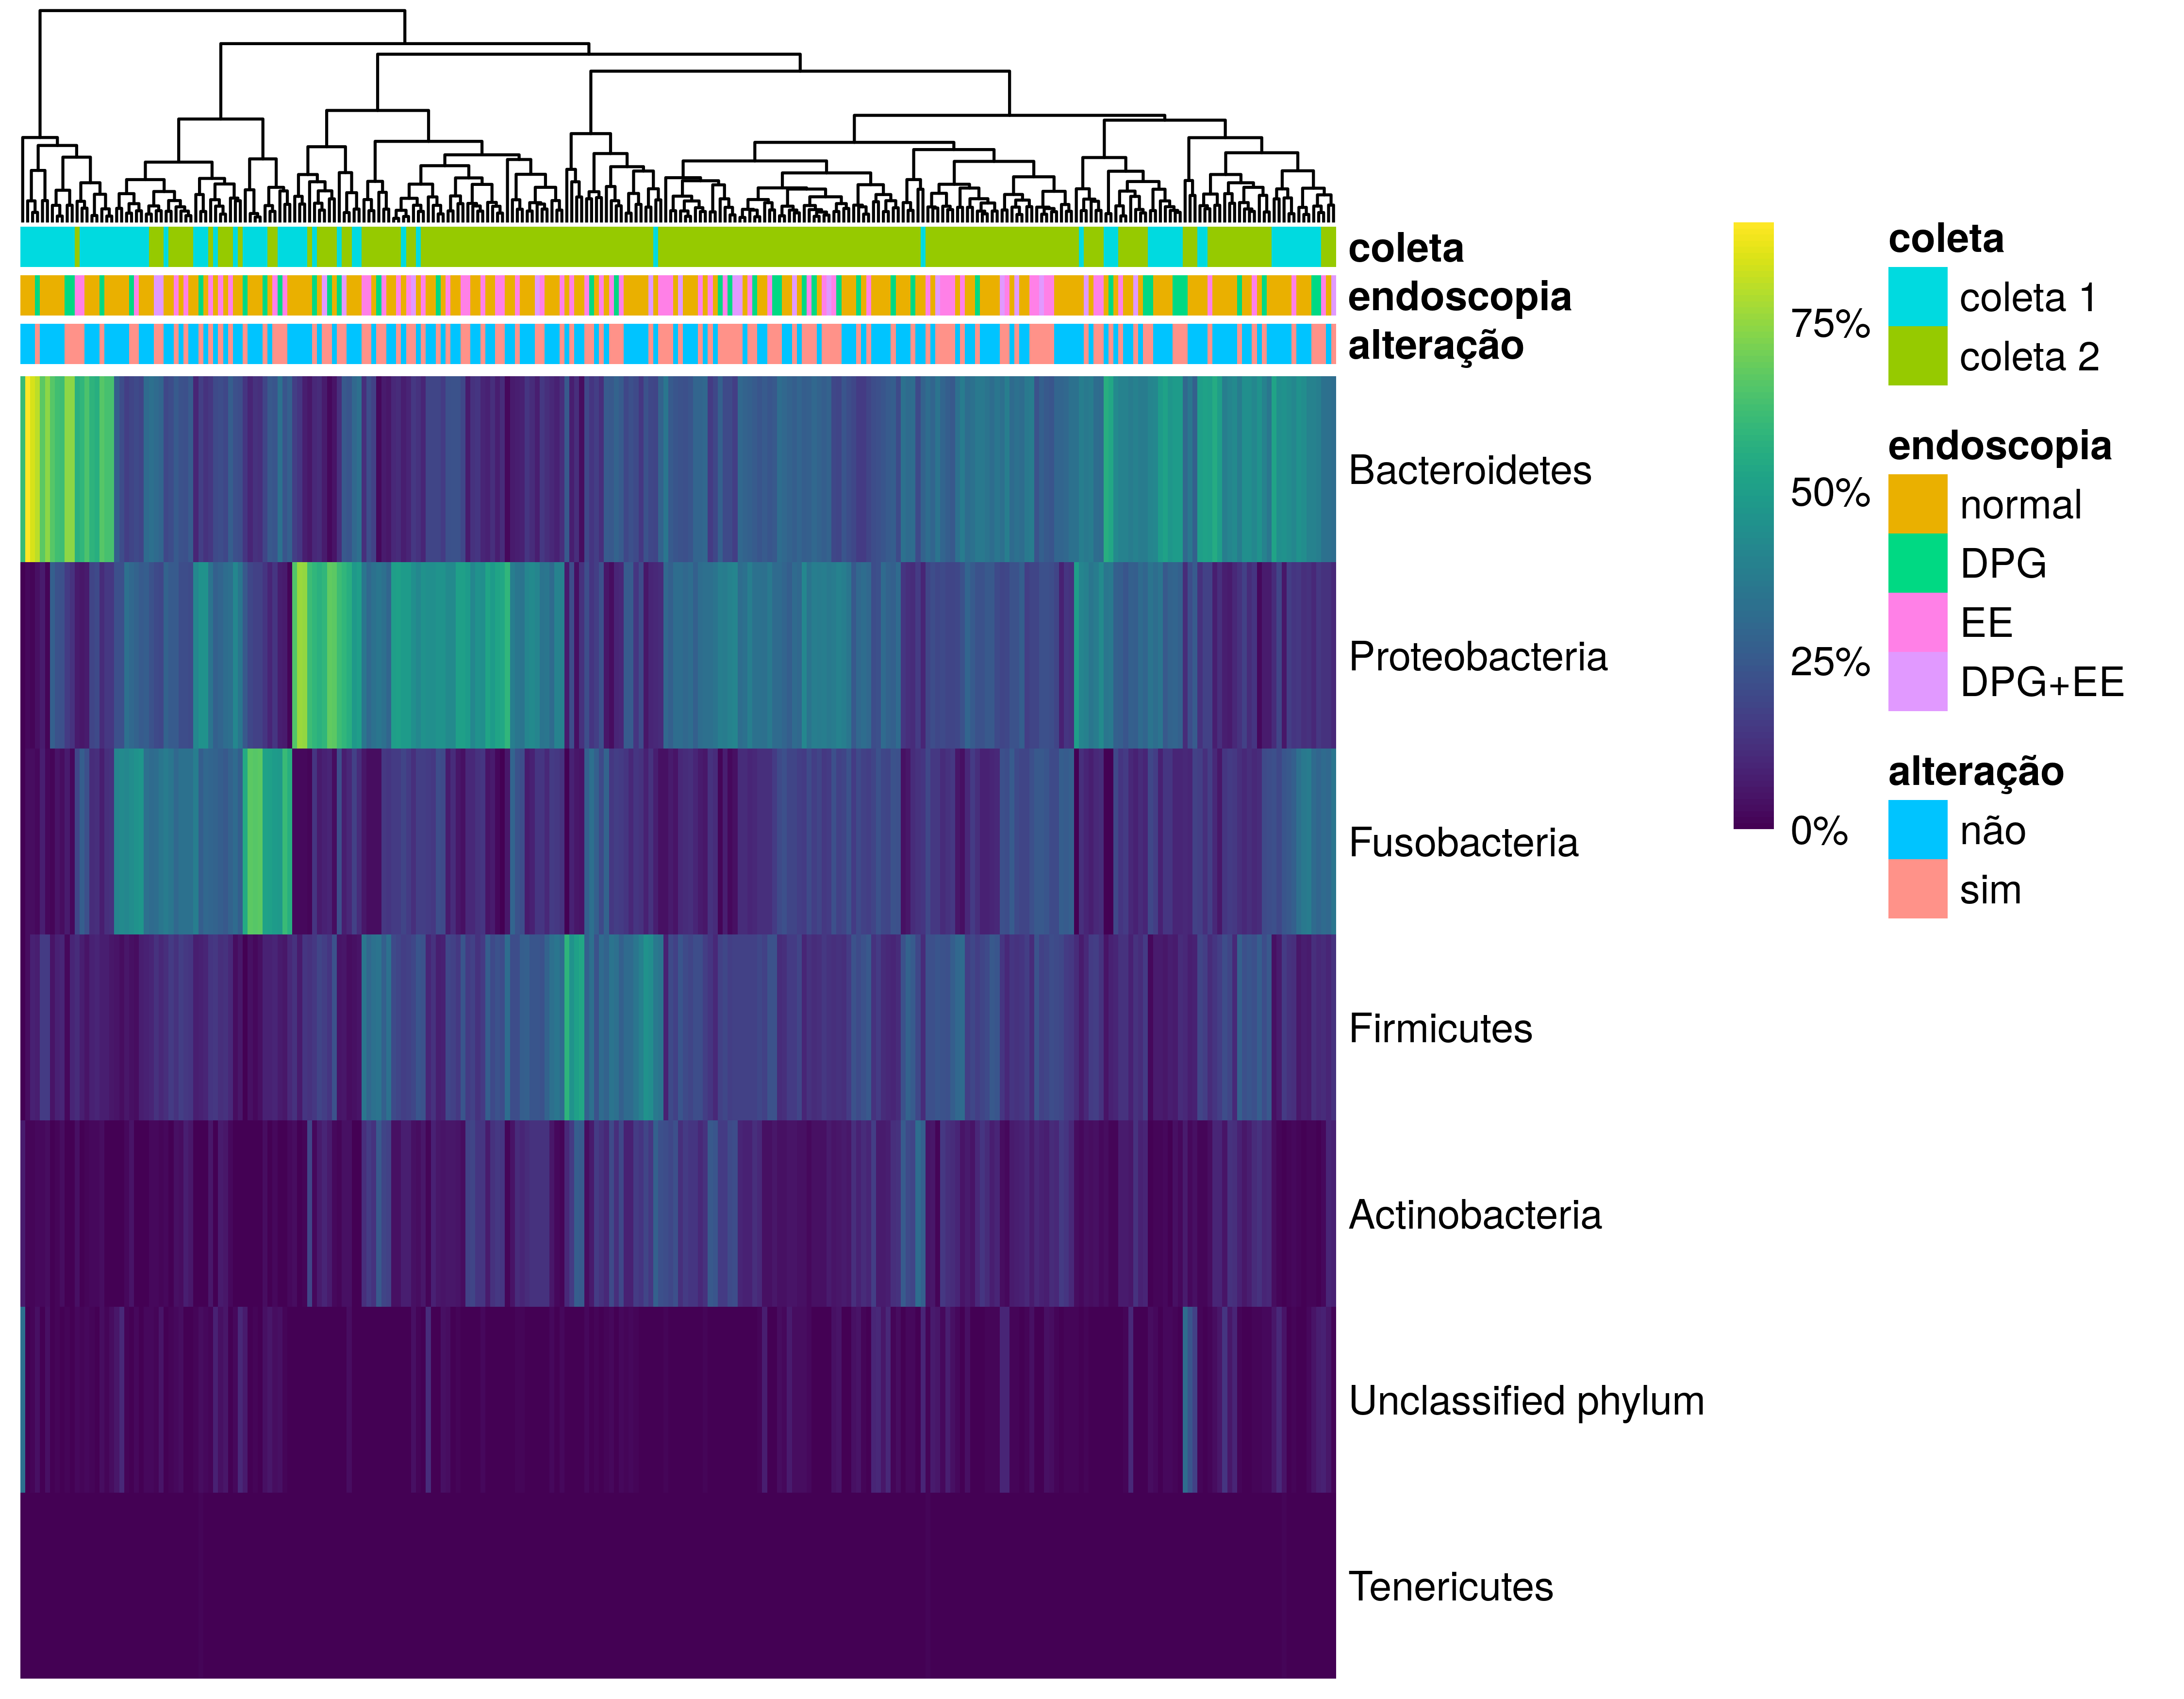 coleta
endoscopia
alteração
Bacteroidetes
Proteobacteria
Fusobacteria
Firmicutes
Actinobacteria
Unclassified phylum
Tenericutes
75%
50%
25%
0%
coleta
coleta 1
coleta 2
endoscopia
normal
DPG
EE
DPG+EE
alteração
não
sim